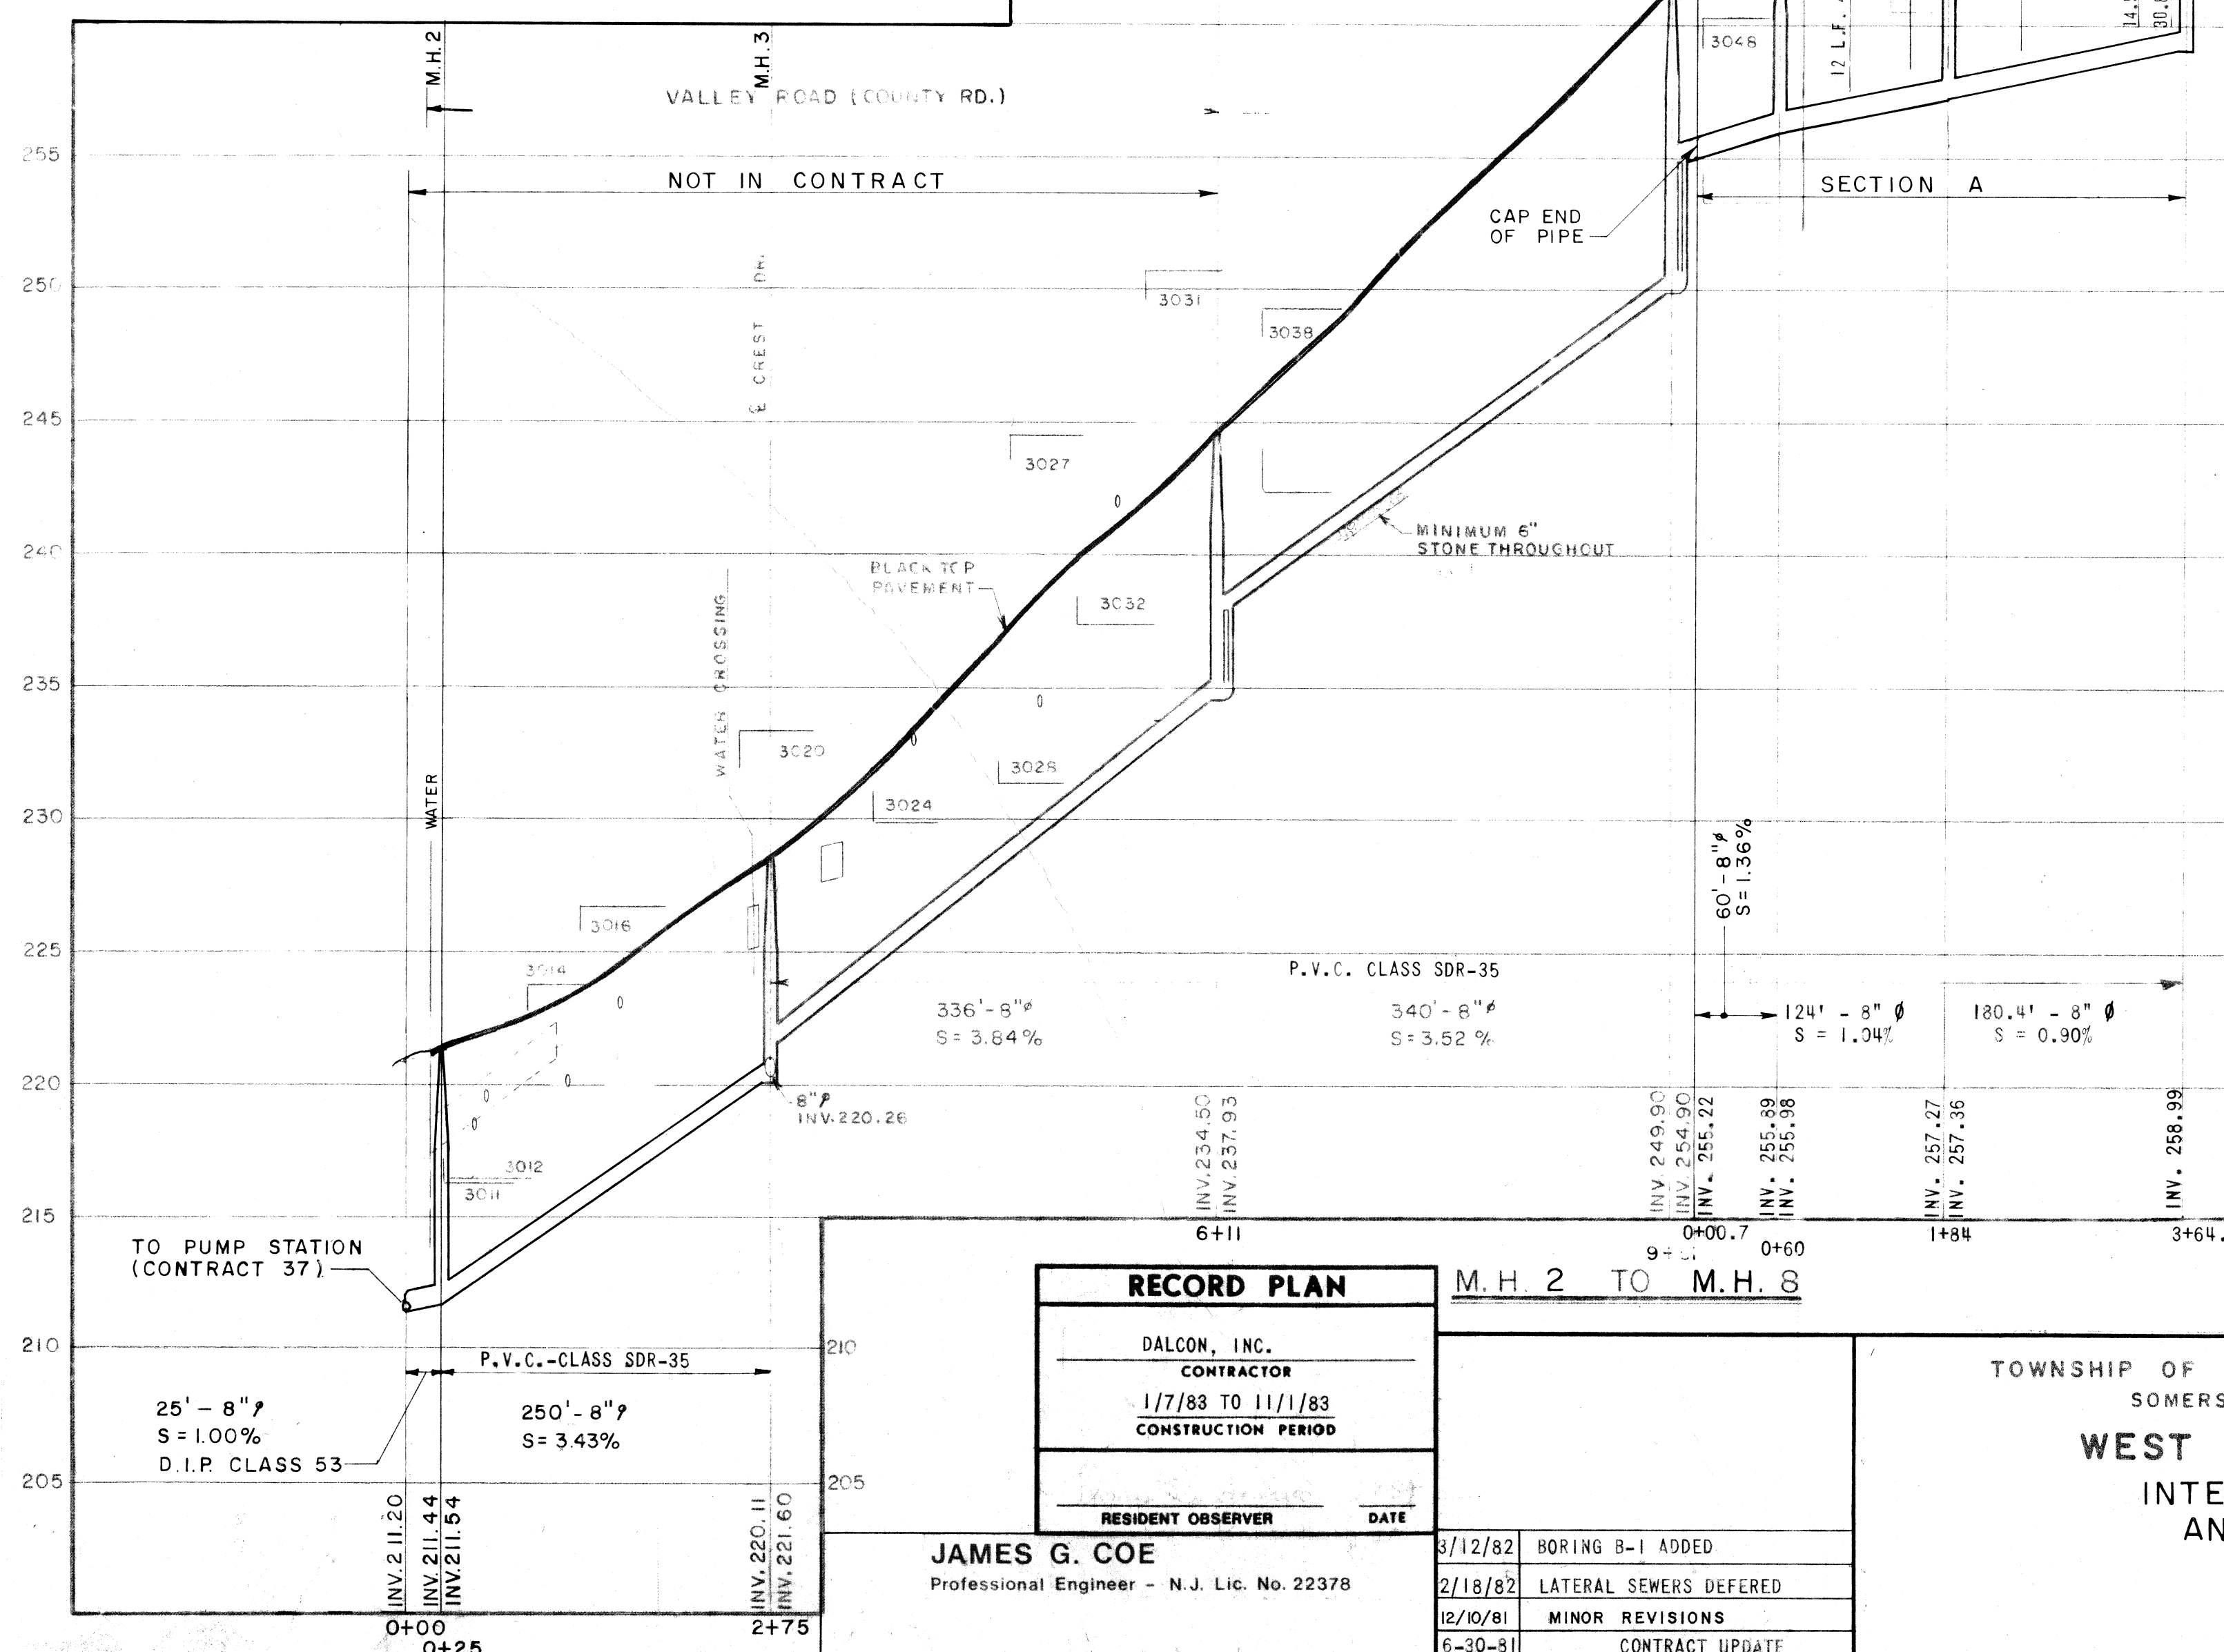 M.H.2
M.H.3
VALLEY ROAD (COUNTY RD.)
NOT IN CONTRACT
3048
12 L.F.
SECTION A
CAP END
OF PIPE
255
250
245
240
235
230
225
220
215
210
205
℄ CREST DR.
3031
3038
3027
MINIMUM 6"
STONE THROUGHOUT
BLACK TOP
PAVEMENT
3032
WATER CROSSING
3020
3028
3024
WATER
3016
3014
60'-8"ø
S=1.36%
P.V.C. CLASS SDR-35
336'-8"ø
S=3.84%
340'-8"ø
S=3.52%
124' - 8" ø
S = 1.04%
180.4' - 8" ø
S = 0.90%
8"ø
INV.220.26
3012
3011
INV.234.50
INV.237.93
INV.249.90
INV.254.90
INV. 255.22
INV. 255.89
INV. 255.98
INV. 257.27
INV. 257.36
INV. 258.99
6+11
0+00.7
0+60
1+84
3+64.
TO PUMP STATION
(CONTRACT 37)
M.H. 2 TO M.H. 8
210
205
P.V.C.-CLASS SDR-35
25'-8"ø
S=1.00%
D.I.P. CLASS 53
250'-8"ø
S=3.43%
INV.211.20
INV.211.44
INV.211.54
INV.220.11
INV.221.60
0+00
0+25
2+75
RECORD PLAN
DALCON, INC.
CONTRACTOR
1/7/83 TO 11/1/83
CONSTRUCTION PERIOD
RESIDENT OBSERVER
DATE
JAMES G. COE
Professional Engineer - N.J. Lic. No. 22378
3/12/82 BORING B-1 ADDED
2/18/82 LATERAL SEWERS DEFERED
12/10/81 MINOR REVISIONS
6-30-81 CONTRACT UPDATE
TOWNSHIP OF
SOMERS
WEST
INTE
AN